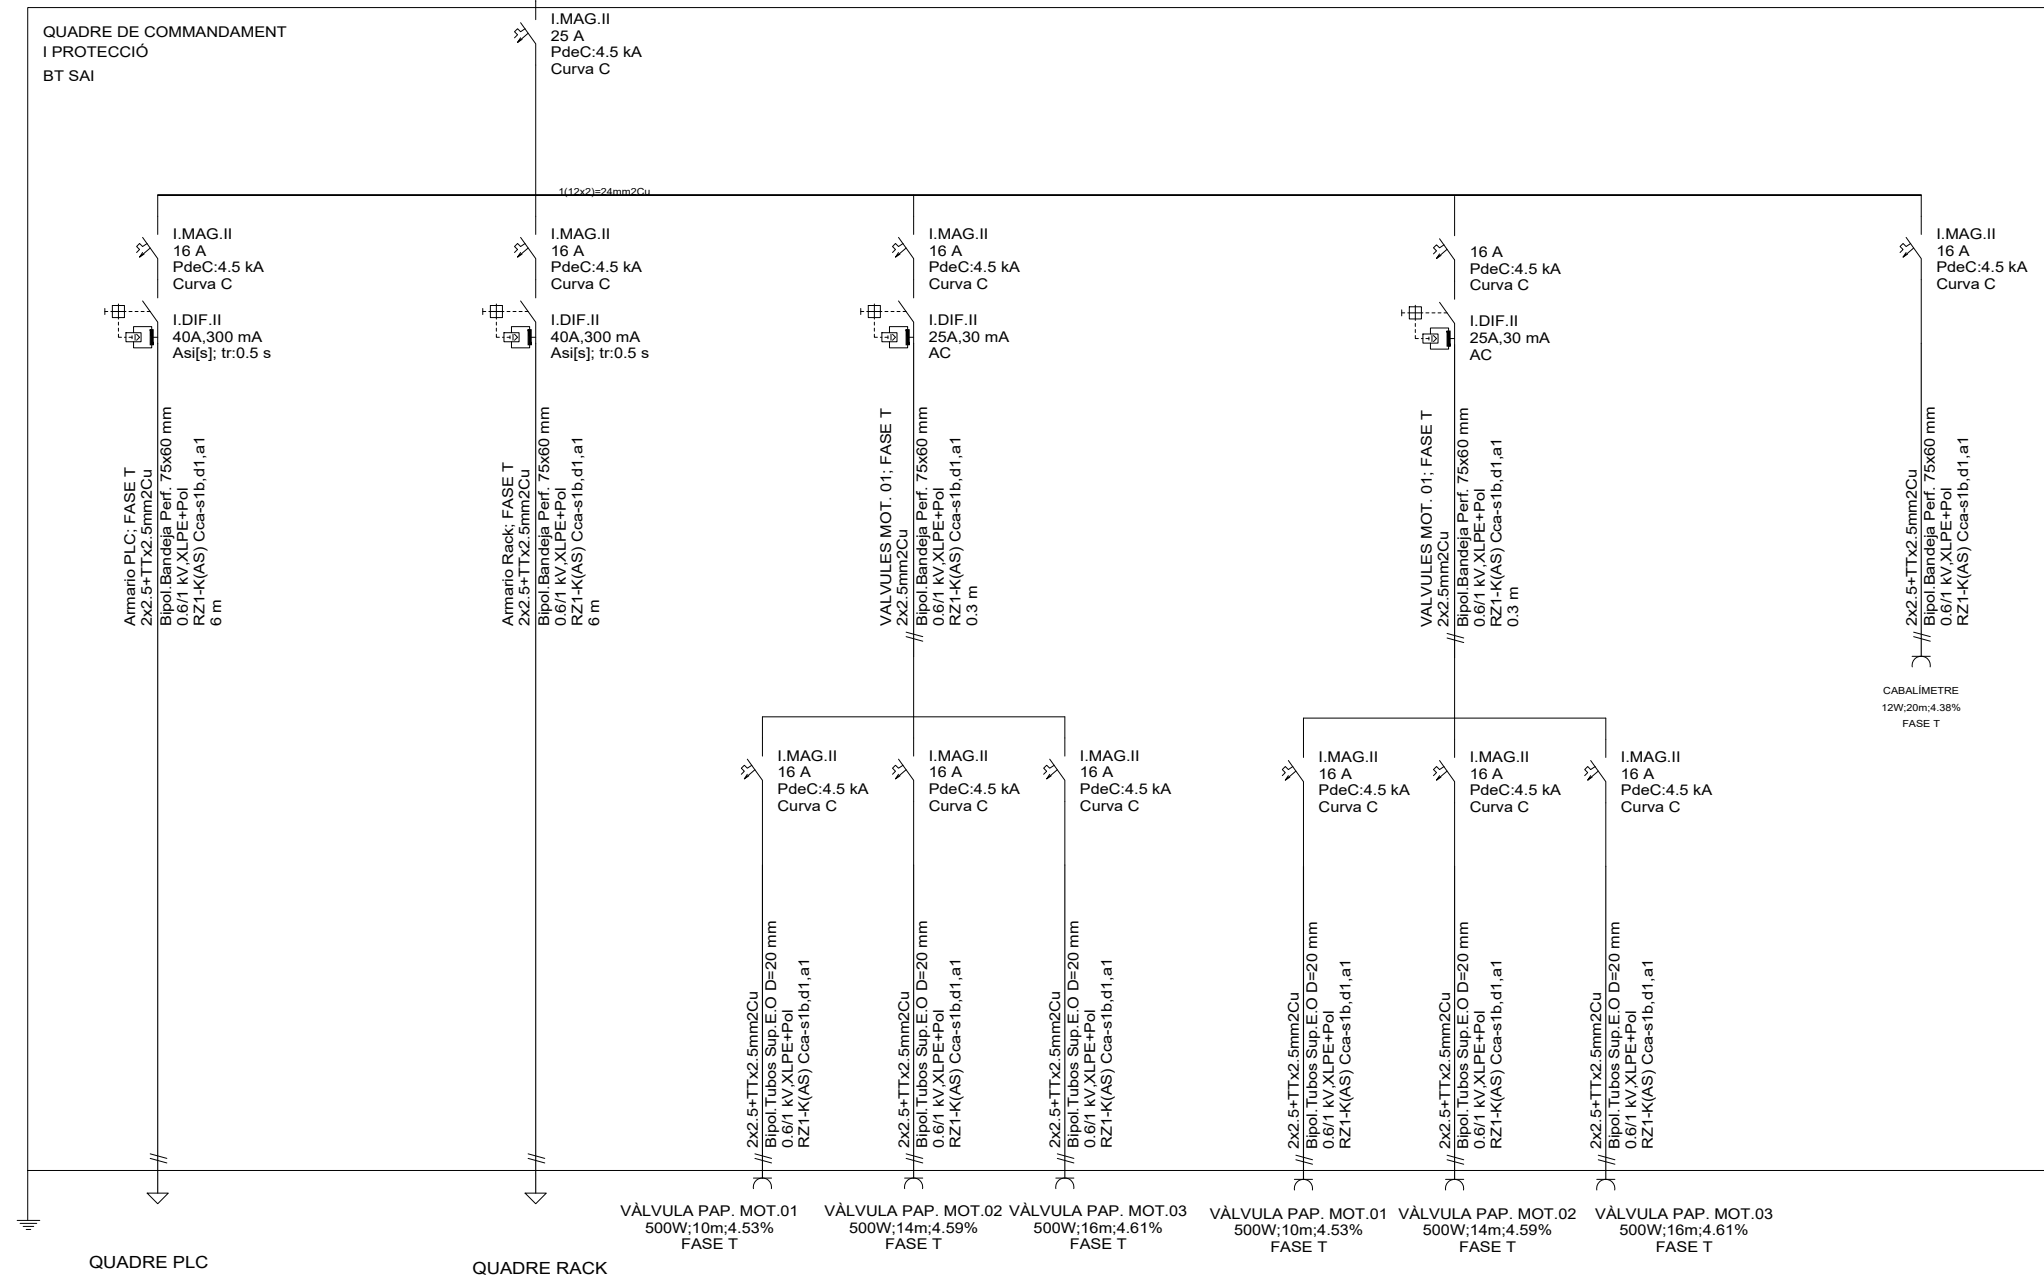 QUADRE DE COMMANDAMENT
I PROTECCIÓ
BT SAI
I.MAG.II
25 A
PdeC:4.5 kA
Curva C
1(12x2)=24mm2Cu
I.MAG.II
16 A
PdeC:4.5 kA
Curva C
I.DIF.II
40A,300 mA
Asi[s]; tr:0.5 s
Armario PLC; FASE T
2x2.5+TTx2.5mm2Cu
Bipol.Bandeja Perf. 75x60 mm
0.6/1 kV,XLPE+Pol
RZ1-K(AS) Cca-s1b,d1,a1
6 m
I.MAG.II
16 A
PdeC:4.5 kA
Curva C
I.DIF.II
40A,300 mA
Asi[s]; tr:0.5 s
Armario Rack; FASE T
2x2.5+TTx2.5mm2Cu
Bipol.Bandeja Perf. 75x60 mm
0.6/1 kV,XLPE+Pol
RZ1-K(AS) Cca-s1b,d1,a1
6 m
I.MAG.II
16 A
PdeC:4.5 kA
Curva C
I.DIF.II
25A,30 mA
AC
VALVULES MOT. 01; FASE T
2x2.5mm2Cu
Bipol.Bandeja Perf. 75x60 mm
0.6/1 kV,XLPE+Pol
RZ1-K(AS) Cca-s1b,d1,a1
0.3 m
16 A
PdeC:4.5 kA
Curva C
I.DIF.II
25A,30 mA
AC
VALVULES MOT. 01; FASE T
2x2.5mm2Cu
Bipol.Bandeja Perf. 75x60 mm
0.6/1 kV,XLPE+Pol
RZ1-K(AS) Cca-s1b,d1,a1
0.3 m
I.MAG.II
16 A
PdeC:4.5 kA
Curva C
2x2.5+TTx2.5mm2Cu
Bipol.Bandeja Perf. 75x60 mm
0.6/1 kV,XLPE+Pol
RZ1-K(AS) Cca-s1b,d1,a1
CABALÍMETRE
12W;20m;4.38%
FASE T
I.MAG.II
16 A
PdeC:4.5 kA
Curva C
I.MAG.II
16 A
PdeC:4.5 kA
Curva C
I.MAG.II
16 A
PdeC:4.5 kA
Curva C
I.MAG.II
16 A
PdeC:4.5 kA
Curva C
I.MAG.II
16 A
PdeC:4.5 kA
Curva C
I.MAG.II
16 A
PdeC:4.5 kA
Curva C
2x2.5+TTx2.5mm2Cu
Bipol.Tubos Sup.E.O D=20 mm
0.6/1 kV,XLPE+Pol
RZ1-K(AS) Cca-s1b,d1,a1
2x2.5+TTx2.5mm2Cu
Bipol.Tubos Sup.E.O D=20 mm
0.6/1 kV,XLPE+Pol
RZ1-K(AS) Cca-s1b,d1,a1
2x2.5+TTx2.5mm2Cu
Bipol.Tubos Sup.E.O D=20 mm
0.6/1 kV,XLPE+Pol
RZ1-K(AS) Cca-s1b,d1,a1
2x2.5+TTx2.5mm2Cu
Bipol.Tubos Sup.E.O D=20 mm
0.6/1 kV,XLPE+Pol
RZ1-K(AS) Cca-s1b,d1,a1
2x2.5+TTx2.5mm2Cu
Bipol.Tubos Sup.E.O D=20 mm
0.6/1 kV,XLPE+Pol
RZ1-K(AS) Cca-s1b,d1,a1
2x2.5+TTx2.5mm2Cu
Bipol.Tubos Sup.E.O D=20 mm
0.6/1 kV,XLPE+Pol
RZ1-K(AS) Cca-s1b,d1,a1
QUADRE PLC
QUADRE RACK
VÀLVULA PAP. MOT.01
500W;10m;4.53%
FASE T
VÀLVULA PAP. MOT.02
500W;14m;4.59%
FASE T
VÀLVULA PAP. MOT.03
500W;16m;4.61%
FASE T
VÀLVULA PAP. MOT.01
500W;10m;4.53%
FASE T
VÀLVULA PAP. MOT.02
500W;14m;4.59%
FASE T
VÀLVULA PAP. MOT.03
500W;16m;4.61%
FASE T